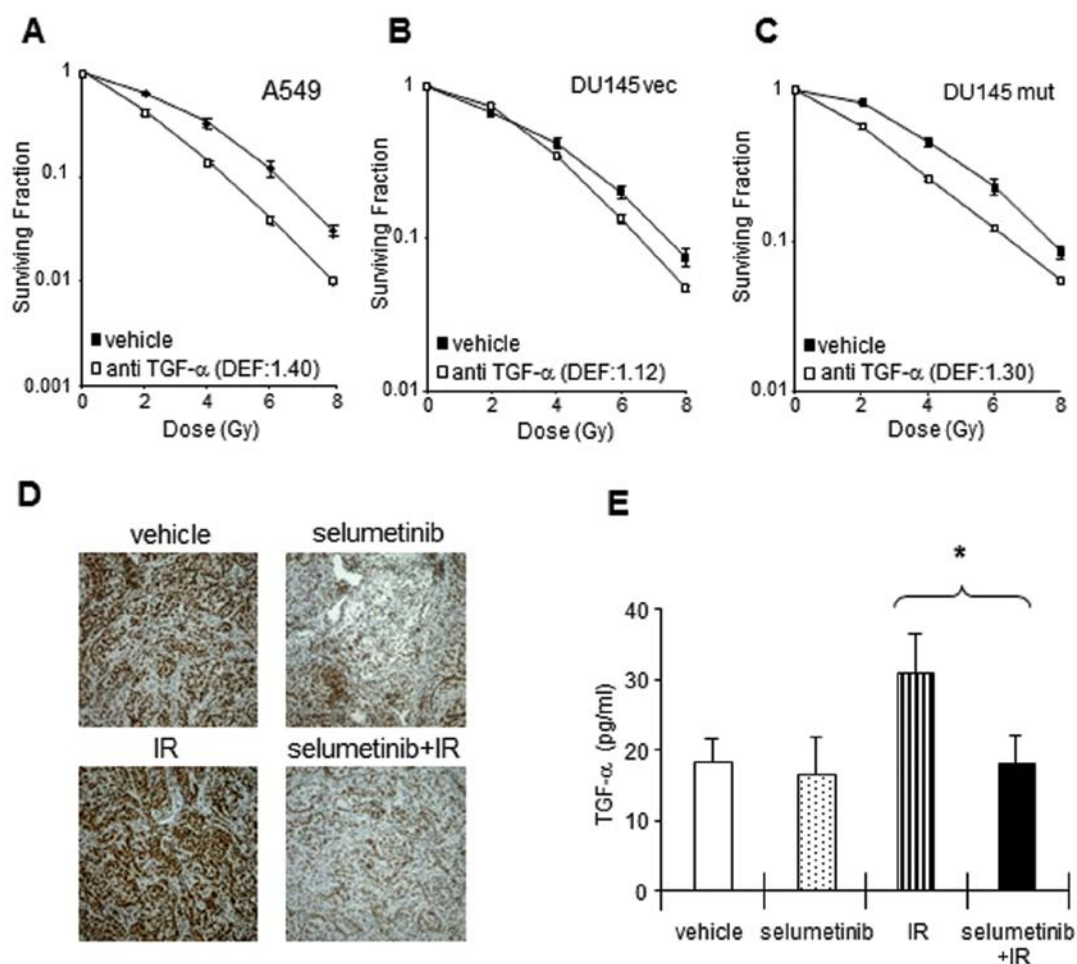 A
B
C
A549
DU145 vec
DU145 mut
1
0.1
0.01
0.001
Surviving Fraction
0
2
4
6
8
Dose (Gy)
vehicle
anti TGF-α (DEF:1.40)
1
0.1
0.01
Surviving Fraction
0
2
4
6
8
Dose (Gy)
vehicle
anti TGF-α (DEF:1.12)
1
0.1
0.01
Surviving Fraction
0
2
4
6
8
Dose (Gy)
vehicle
anti TGF-α (DEF:1.30)
D
vehicle
selumetinib
IR
selumetinib+IR
E
*
40
30
20
10
0
TGF-α (pg/ml)
vehicle
selumetinib
IR
selumetinib
+IR